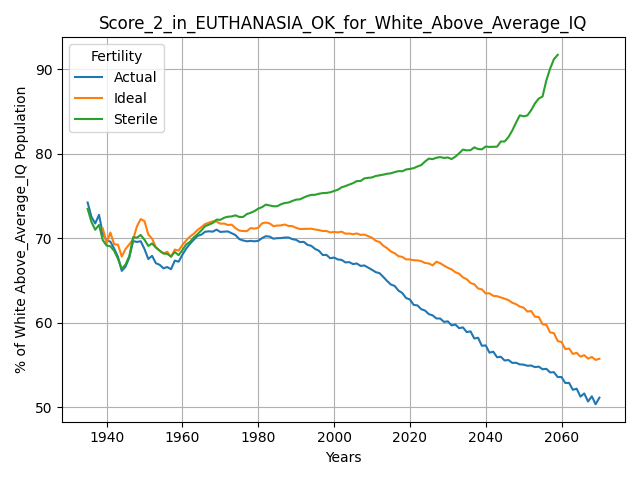 Score_2_in_EUTHANASIA_OK_for_White_Above_Average_IQ
Fertility
Actual
Ideal
Sterile
% of White Above_Average_IQ Population
90
80
70
60
50
1940
1960
1980
2000
2020
2040
2060
Years